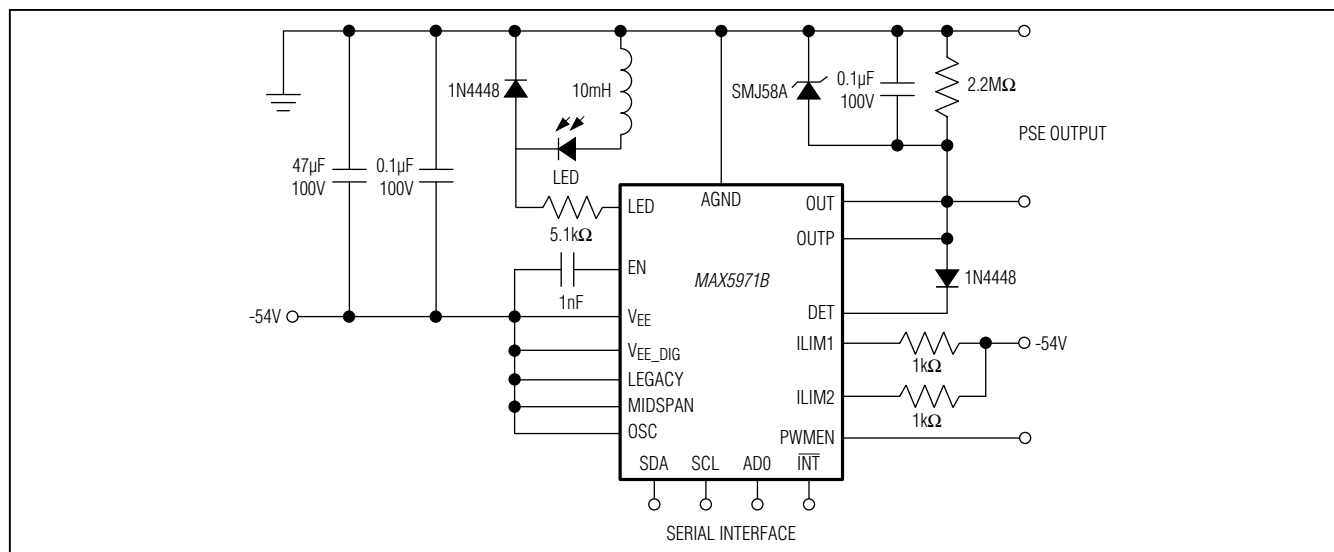 1N4448
10mH
SMJ58A
0.1µF
100V
2.2MΩ
PSE OUTPUT
47µF
100V
0.1µF
100V
LED
5.1kΩ
1nF
-54V
LED
EN
VEE
VEE_DIG
LEGACY
MIDSPAN
OSC
AGND
MAX5971B
OUT
OUTP
DET
ILIM1
ILIM2
PWMEN
1N4448
1kΩ
-54V
1kΩ
SDA SCL AD0 INT
SERIAL INTERFACE